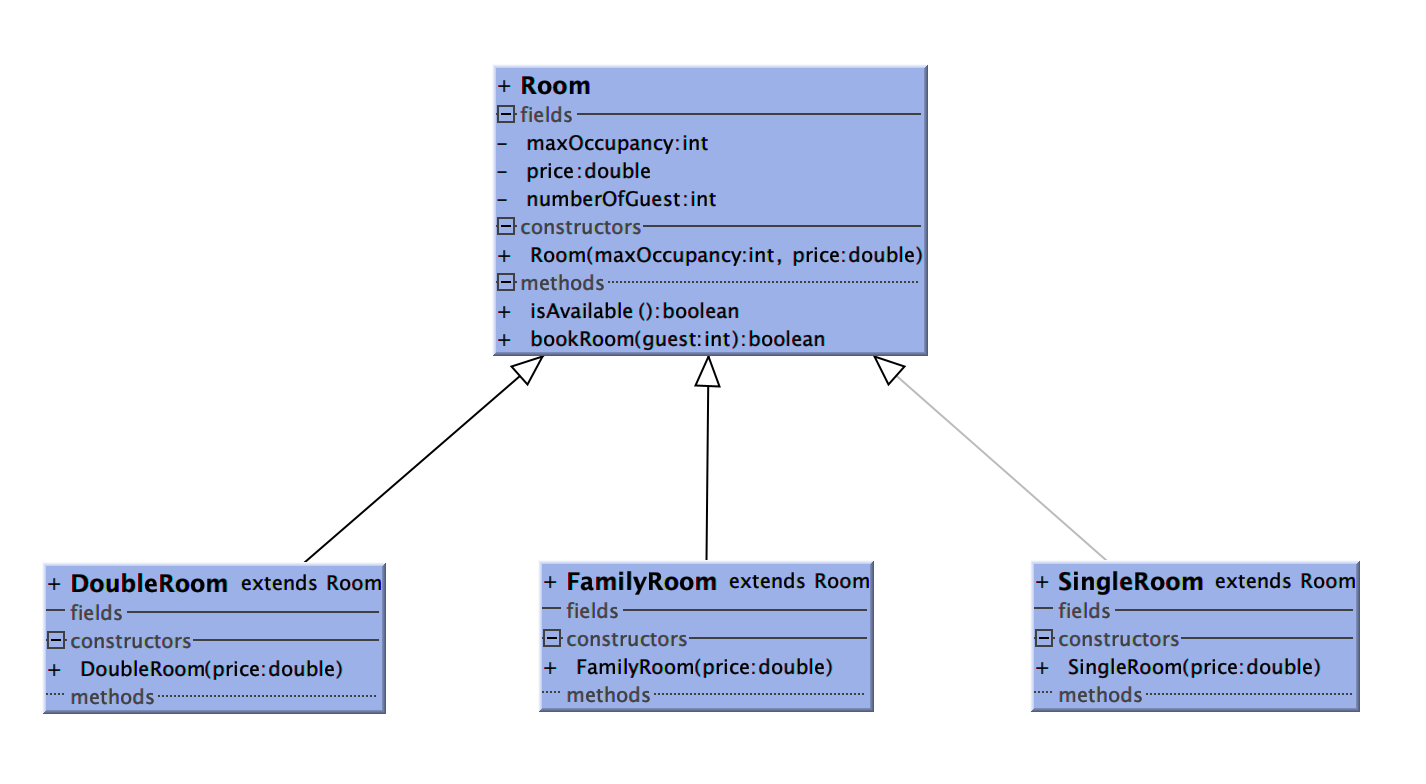 + Room
fields
- maxOccupancy:int
- price:double
- numberOfGuest:int
constructors
+ Room(maxOccupancy:int, price:double)
methods
+ isAvailable():boolean
+ bookRoom(guest:int):boolean
+ DoubleRoom extends Room
fields
constructors
+ DoubleRoom(price:double)
methods
+ FamilyRoom extends Room
fields
constructors
+ FamilyRoom(price:double)
methods
+ SingleRoom extends Room
fields
constructors
+ SingleRoom(price:double)
methods